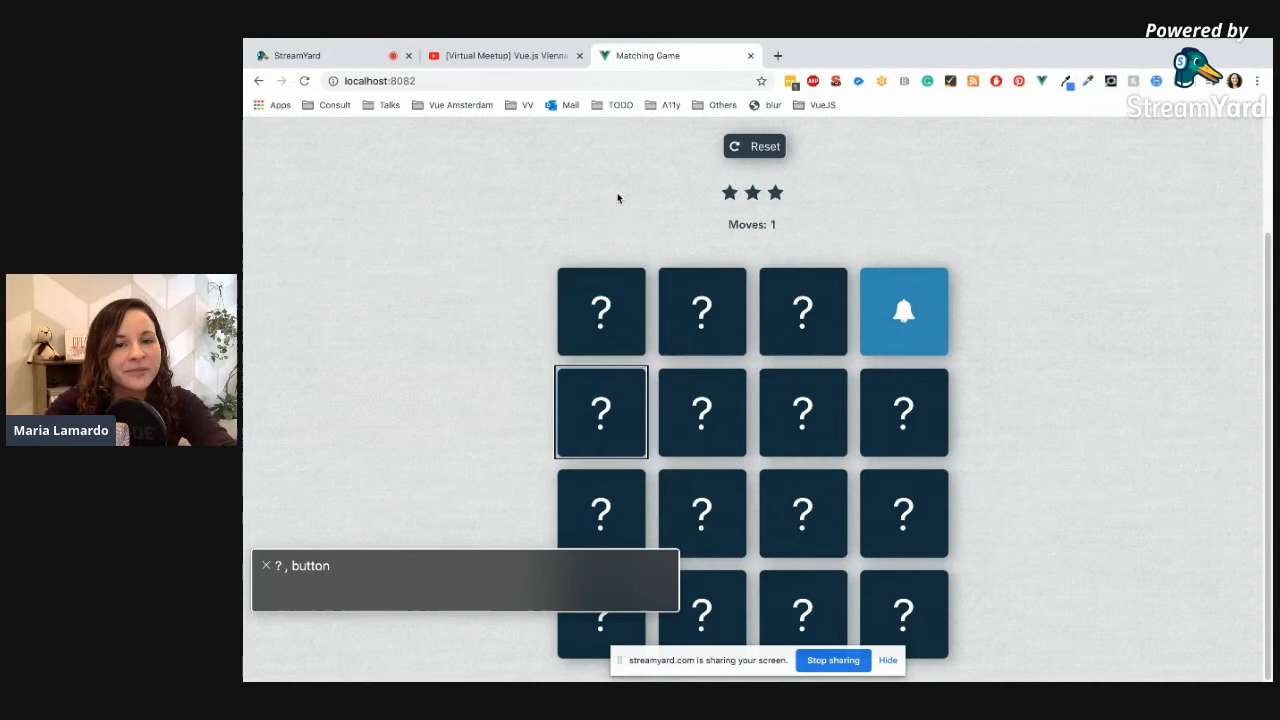 Powered by
StreamYard
StreamYard
[Virtual Meetup] Vue.js Vienna
Matching Game
localhost:8082
Apps
Consult
Talks
Vue Amsterdam
VV
Mail
TODO
A11y
Others
blur
VueJS
Reset
Moves: 1
? ? ?
? ? ? ?
? ? ? ?
? ? ? ?
Maria Lamardo
? , button
streamyard.com is sharing your screen.
Stop sharing
Hide